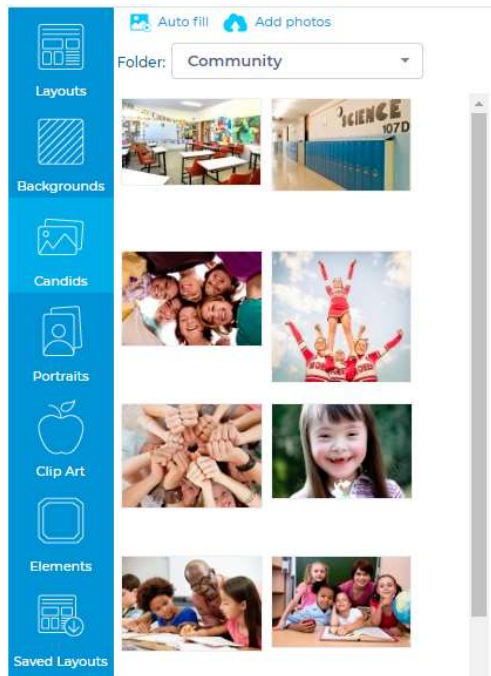 Auto fill
Add photos
Folder: Community
Layouts
Backgrounds
Candids
Portraits
Clip Art
Elements
Saved Layouts
SCIENCE
107D